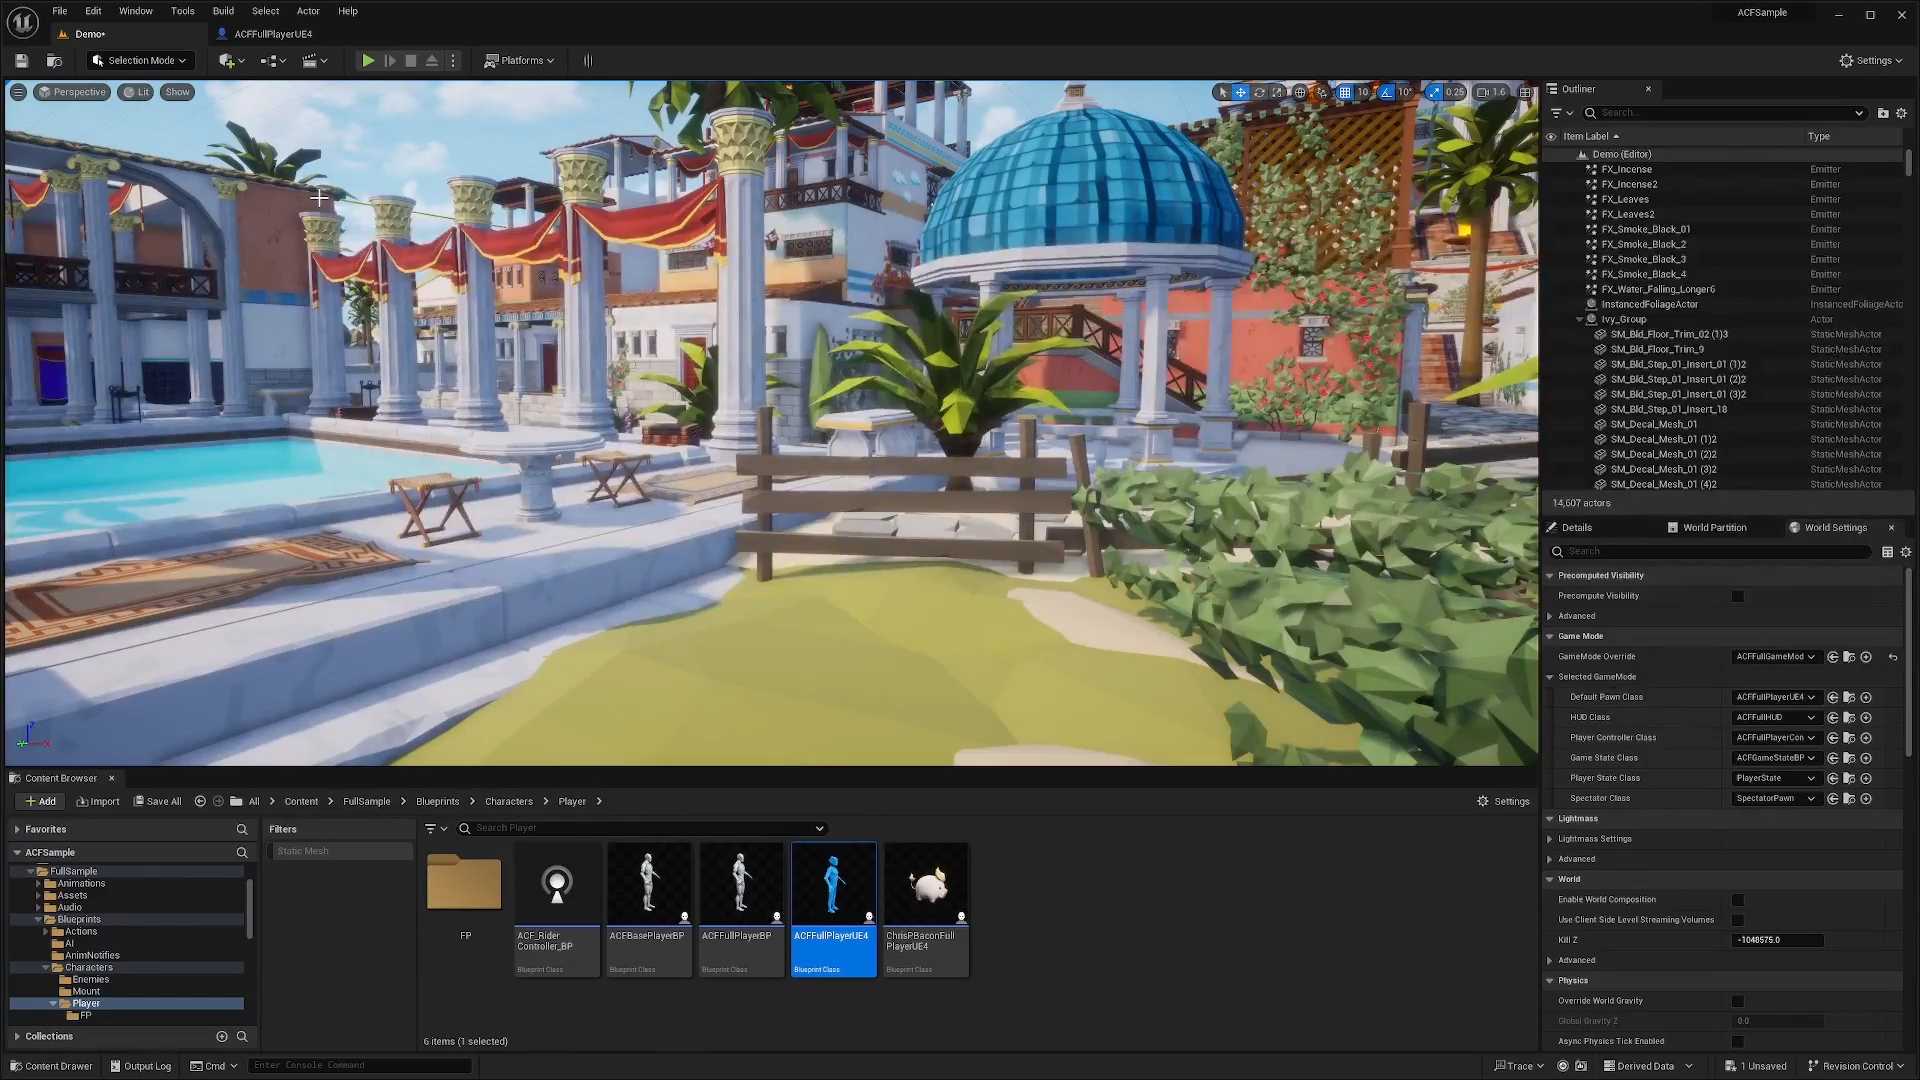 File Edit Window Tools Build Select Actor Help
ACFSample
Demo*
ACFFullPlayerUE4
Selection Mode
Platforms
Settings
Perspective
Lit
Show
10
10°
0.25
1.6
Outliner
Search...
Item Label
Type
Demo (Editor)
FX_Incense Emitter
FX_Incense2 Emitter
FX_Leaves Emitter
FX_Leaves2 Emitter
FX_Smoke_Black_01 Emitter
FX_Smoke_Black_2 Emitter
FX_Smoke_Black_3 Emitter
FX_Smoke_Black_4 Emitter
FX_Water_Falling_Longer6 Emitter
InstancedFoliageActor InstancedFoliageActo
Ivy_Group Actor
SM_Bld_Floor_Trim_02 (1)3 StaticMeshActor
SM_Bld_Floor_Trim_9 StaticMeshActor
SM_Bld_Step_01_Insert_01 (1)2 StaticMeshActor
SM_Bld_Step_01_Insert_01 (2)2 StaticMeshActor
SM_Bld_Step_01_Insert_01 (3)2 StaticMeshActor
SM_Bld_Step_01_Insert_18 StaticMeshActor
SM_Decal_Mesh_01 StaticMeshActor
SM_Decal_Mesh_01 (1)2 StaticMeshActor
SM_Decal_Mesh_01 (2)2 StaticMeshActor
SM_Decal_Mesh_01 (3)2 StaticMeshActor
SM_Decal_Mesh_01 (4)2 StaticMeshActor
14,607 actors
Details
World Partition
World Settings
Search
Precomputed Visibility
Precompute Visibility
Advanced
Game Mode
GameMode Override ACFFullGameMod
Selected GameMode
Default Pawn Class ACFFullPlayerUE4
HUD Class ACFFullHUD
Player Controller Class ACFFullPlayerCon
Game State Class ACFGameStateBP
Player State Class PlayerState
Spectator Class SpectatorPawn
Lightmass
Lightmass Settings
Advanced
World
Enable World Composition
Use Client Side Level Streaming Volumes
Kill Z -1048575.0
Advanced
Physics
Override World Gravity
Global Gravity Z 0.0
Async Physics Tick Enabled
Z
Y
X
Content Browser
Add
Import
Save All
All
Content
FullSample
Blueprints
Characters
Player
Settings
Favorites
ACFSample
FullSample
Animations
Assets
Audio
Blueprints
Actions
AI
AnimNotifies
Characters
Enemies
Mount
Player
FP
Collections
Filters
Static Mesh
Search Player
FP
ACF_Rider
Controller_BP
Blueprint Class
ACFBasePlayerBP
Blueprint Class
ACFFullPlayerBP
Blueprint Class
ACFFullPlayerUE4
Blueprint Class
ChrisPBaconFull
PlayerUE4
Blueprint Class
6 items (1 selected)
Content Drawer
Output Log
Cmd
Enter Console Command
Trace
Derived Data
1 Unsaved
Revision Control